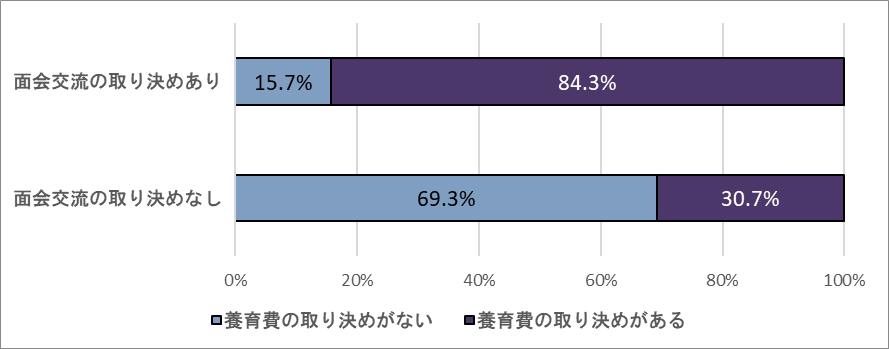 面会交流の取り決めあり
15.7%
84.3%
面会交流の取り決めなし
69.3%
30.7%
0%
20%
40%
60%
80%
100%
養育費の取り決めがない
養育費の取り決めがある